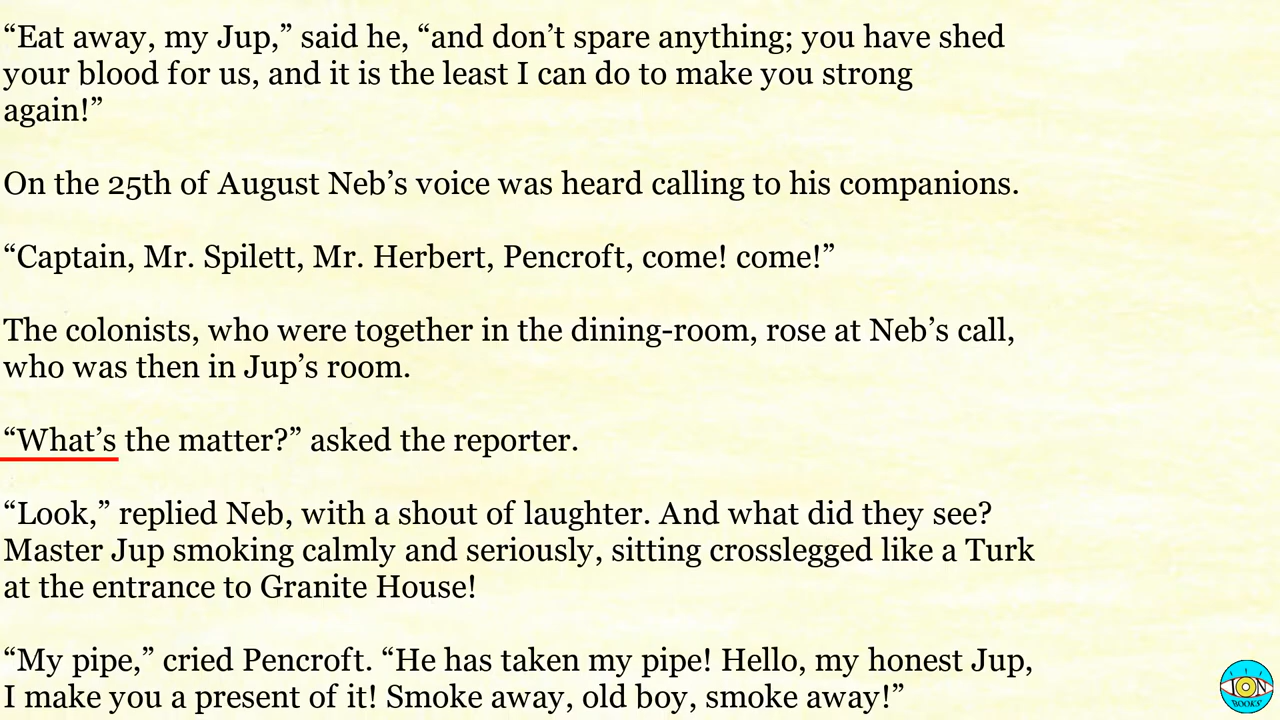 “Eat away, my Jup,” said he, “and don’t spare anything; you have shed
your blood for us, and it is the least I can do to make you strong
again!”
On the 25th of August Neb’s voice was heard calling to his companions.
“Captain, Mr. Spilett, Mr. Herbert, Pencroft, come! come!”
The colonists, who were together in the dining-room, rose at Neb’s call,
who was then in Jup’s room.
“What’s the matter?” asked the reporter.
“Look,” replied Neb, with a shout of laughter. And what did they see?
Master Jup smoking calmly and seriously, sitting crosslegged like a Turk
at the entrance to Granite House!
“My pipe,” cried Pencroft. “He has taken my pipe! Hello, my honest Jup,
I make you a present of it! Smoke away, old boy, smoke away!”
ION
BOOKS